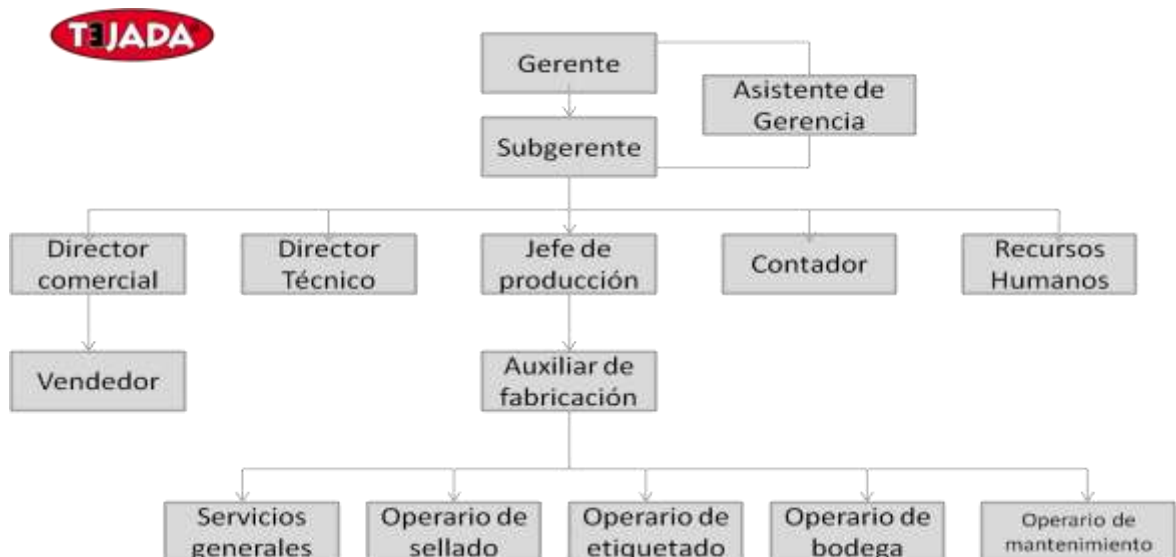 TEJADA
Gerente
Asistente de
Gerencia
Subgerente
Director
comercial
Director
Técnico
Jefe de
producción
Contador
Recursos
Humanos
Vendedor
Auxiliar de
fabricación
Servicios
generales
Operario de
sellado
Operario de
etiquetado
Operario de
bodega
Operario de
mantenimiento